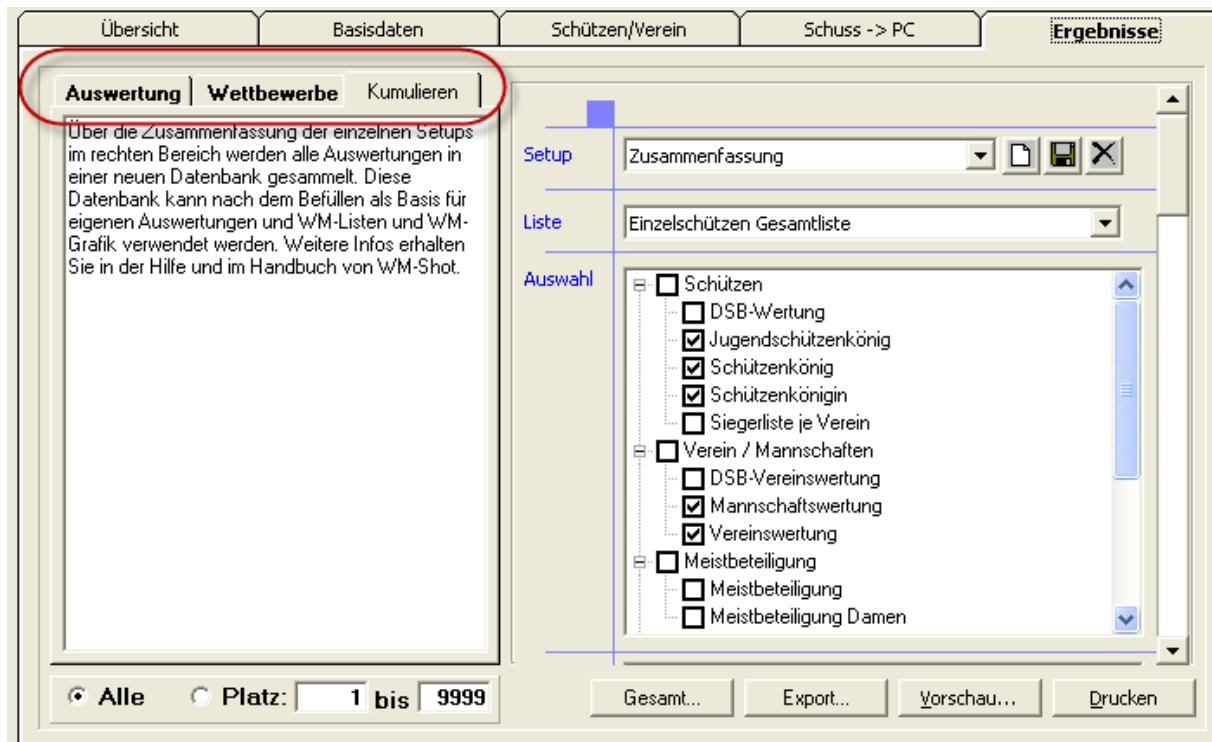 Übersicht
Basisdaten
Schützen/Verein
Schuss -> PC
Ergebnisse
Auswertung
Wettbewerbe
Kumulieren
Über die Zusammenfassung der einzelnen Setups
im rechten Bereich werden alle Auswertungen in
einer neuen Datenbank gesammelt. Diese
Datenbank kann nach dem Befüllen als Basis für
eigenen Auswertungen und WM-Listen und WM-
Grafik verwendet werden. Weitere Infos erhalten
Sie in der Hilfe und im Handbuch von WM-Shot.
Setup
Zusammenfassung
Liste
Einzelschützen Gesamtliste
Auswahl
Schützen
DSB-Wertung
Jugendschützenkönig
Schützenkönig
Schützenkönigin
Siegerliste je Verein
Verein / Mannschaften
DSB-Vereinswertung
Mannschaftswertung
Vereinswertung
Meistbeteiligung
Meistbeteiligung
Meistbeteiligung Damen
Alle
Platz:
1
bis
9999
Gesamt...
Export...
Vorschau...
Drucken